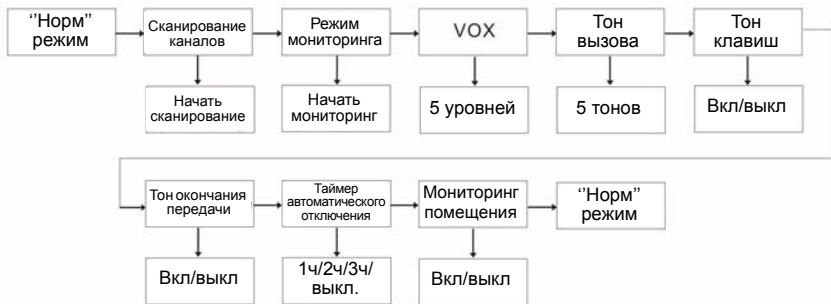 "Норм"
режим
Сканирование
каналов
Режим
мониторинга
VOX
Тон
вызова
Тон
клавиш
Начать
сканирование
Начать
мониторинг
5 уровней
5 тонов
Вкл/выкл
Тон окончания
передачи
Таймер
автоматического
отключения
Мониторинг
помещения
"Норм"
режим
Вкл/выкл
1ч/2ч/3ч/
выкл.
Вкл/выкл